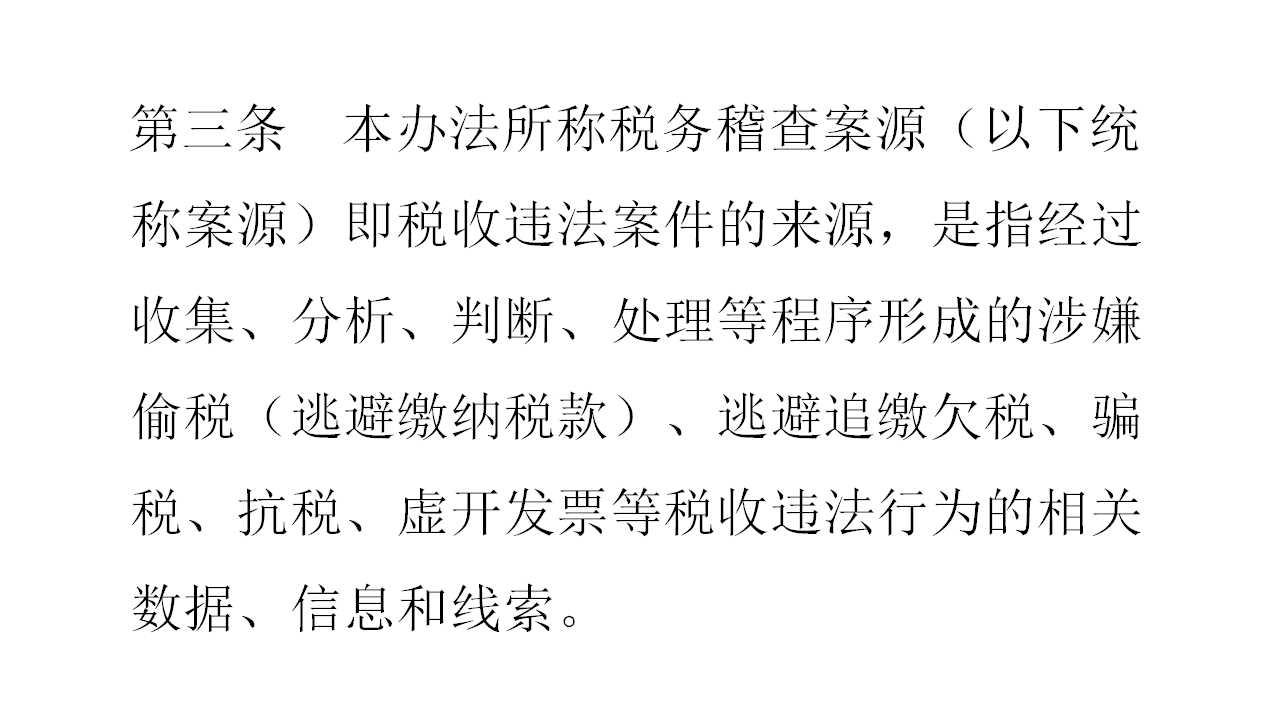 第三条　本办法所称税务稽查案源（以下统
称案源）即税收违法案件的来源，是指经过
收集、分析、判断、处理等程序形成的涉嫌
偷税（逃避缴纳税款）、逃避追缴欠税、骗
税、抗税、虚开发票等税收违法行为的相关
数据、信息和线索。